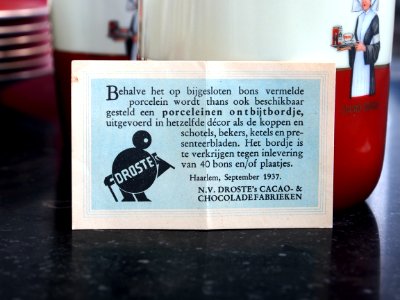 Behalve het op bijgesloten bons vermelde
porcelein wordt thans ook beschikbaar
gesteld een porceleinen ontbijtbordje,
uitgevoerd in hetzelfde décor als de koppen en
schotels, bekers, ketels en pre-
senteerbladen. Het bordje is
te verkrijgen tegen inlevering
van 40 bons en/of plaatjes.
Haarlem, September 1937.
N.V. DROSTE's CACAO- &
CHOCOLADEFABRIEKEN
DROSTE